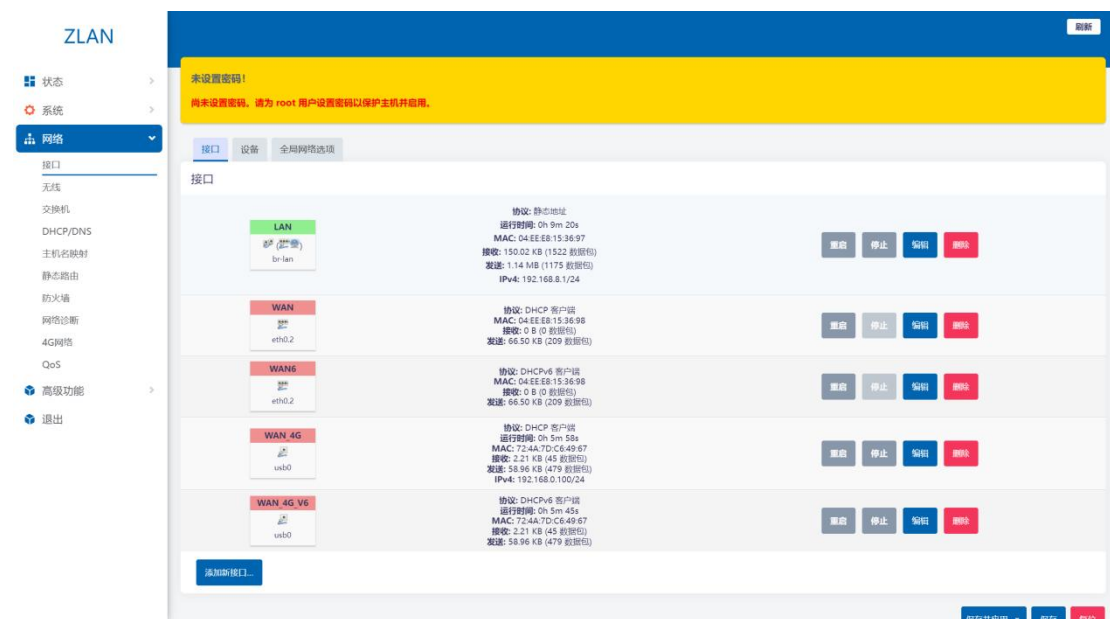 ZLAN
刷新
状态
系统
网络
接口
无线
交换机
DHCP/DNS
主机名映射
静态路由
防火墙
网络诊断
4G网络
QoS
高级功能
退出
未设置密码!
尚未设置密码。请为 root 用户设置密码以保护主机并启用。
接口 设备 全局网络选项
接口
LAN
br-lan
协议: 静态地址
运行时间: 0h 9m 20s
MAC: 04:EE:E8:15:36:97
接收: 150.02 KB (1522 数据包)
发送: 1.14 MB (1175 数据包)
IPv4: 192.168.8.1/24
重启 停止 编辑 删除
WAN
eth0.2
协议: DHCP 客户端
MAC: 04:EE:E8:15:36:98
接收: 0 B (0 数据包)
发送: 66.50 KB (209 数据包)
重启 停止 编辑 删除
WAN6
eth0.2
协议: DHCPv6 客户端
MAC: 04:EE:E8:15:36:98
接收: 0 B (0 数据包)
发送: 66.50 KB (209 数据包)
重启 停止 编辑 删除
WAN_4G
usb0
协议: DHCP 客户端
运行时间: 0h 5m 58s
MAC: 72:4A:7D:C6:49:67
接收: 2.21 KB (45 数据包)
发送: 58.96 KB (479 数据包)
IPv4: 192.168.0.100/24
重启 停止 编辑 删除
WAN_4G_V6
usb0
协议: DHCPv6 客户端
运行时间: 0h 5m 45s
MAC: 72:4A:7D:C6:49:67
接收: 2.21 KB (45 数据包)
发送: 58.96 KB (479 数据包)
重启 停止 编辑 删除
添加新接口...